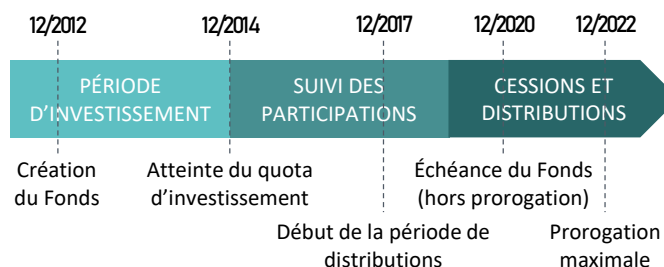 12/2012 12/2014 12/2017 12/2020 12/2022
PÉRIODE
D'INVESTISSEMENT
SUIVI DES
PARTICIPATIONS
CESSIONS ET
DISTRIBUTIONS
Création
du Fonds
Atteinte du quota
d'investissement
Échéance du Fonds
(hors prorogation)
Début de la période de
distributions
Prorogation
maximale